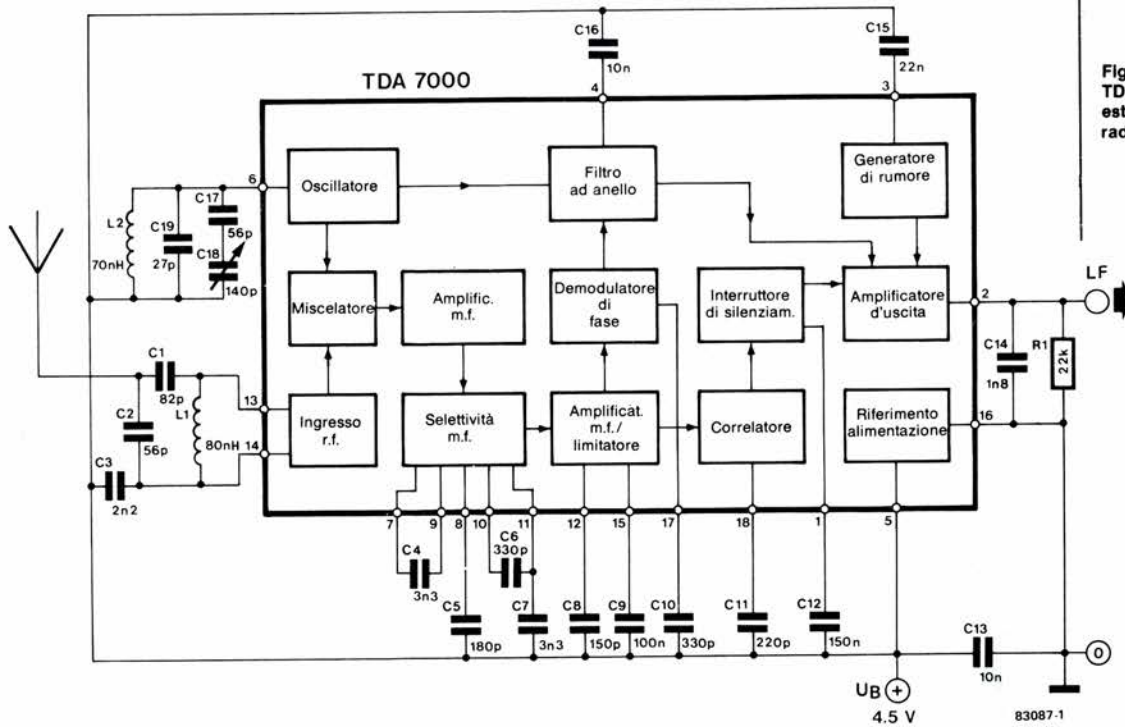 C16
10n
C15
22n
Fig
TD
est
rad
TDA 7000
4
3
6
Oscillatore
Filtro
ad anello
Generatore
di rumore
L2
70nH
C19
27p
C17
56p
C18
140p
Miscelatore
Amplific.
m.f.
Demodulatore
di
fase
Interruttore
di silenziam.
Amplificatore
d'uscita
2
LF
C14
1n8
R1
22k
C1
82p
C2
56p
L1
80nH
C3
2n2
13
14
Ingresso
r.f.
Selettività
m.f.
Amplificat.
m.f./
limitatore
Correlatore
Riferimento
alimentazione
16
7
9
8
10
11
12
15
17
18
1
5
C4
3n3
C6
330p
C5
180p
C7
3n3
C8
150p
C9
100n
C10
330p
C11
220p
C12
150n
C13
10n
0
UB +
4.5 V
83087-1